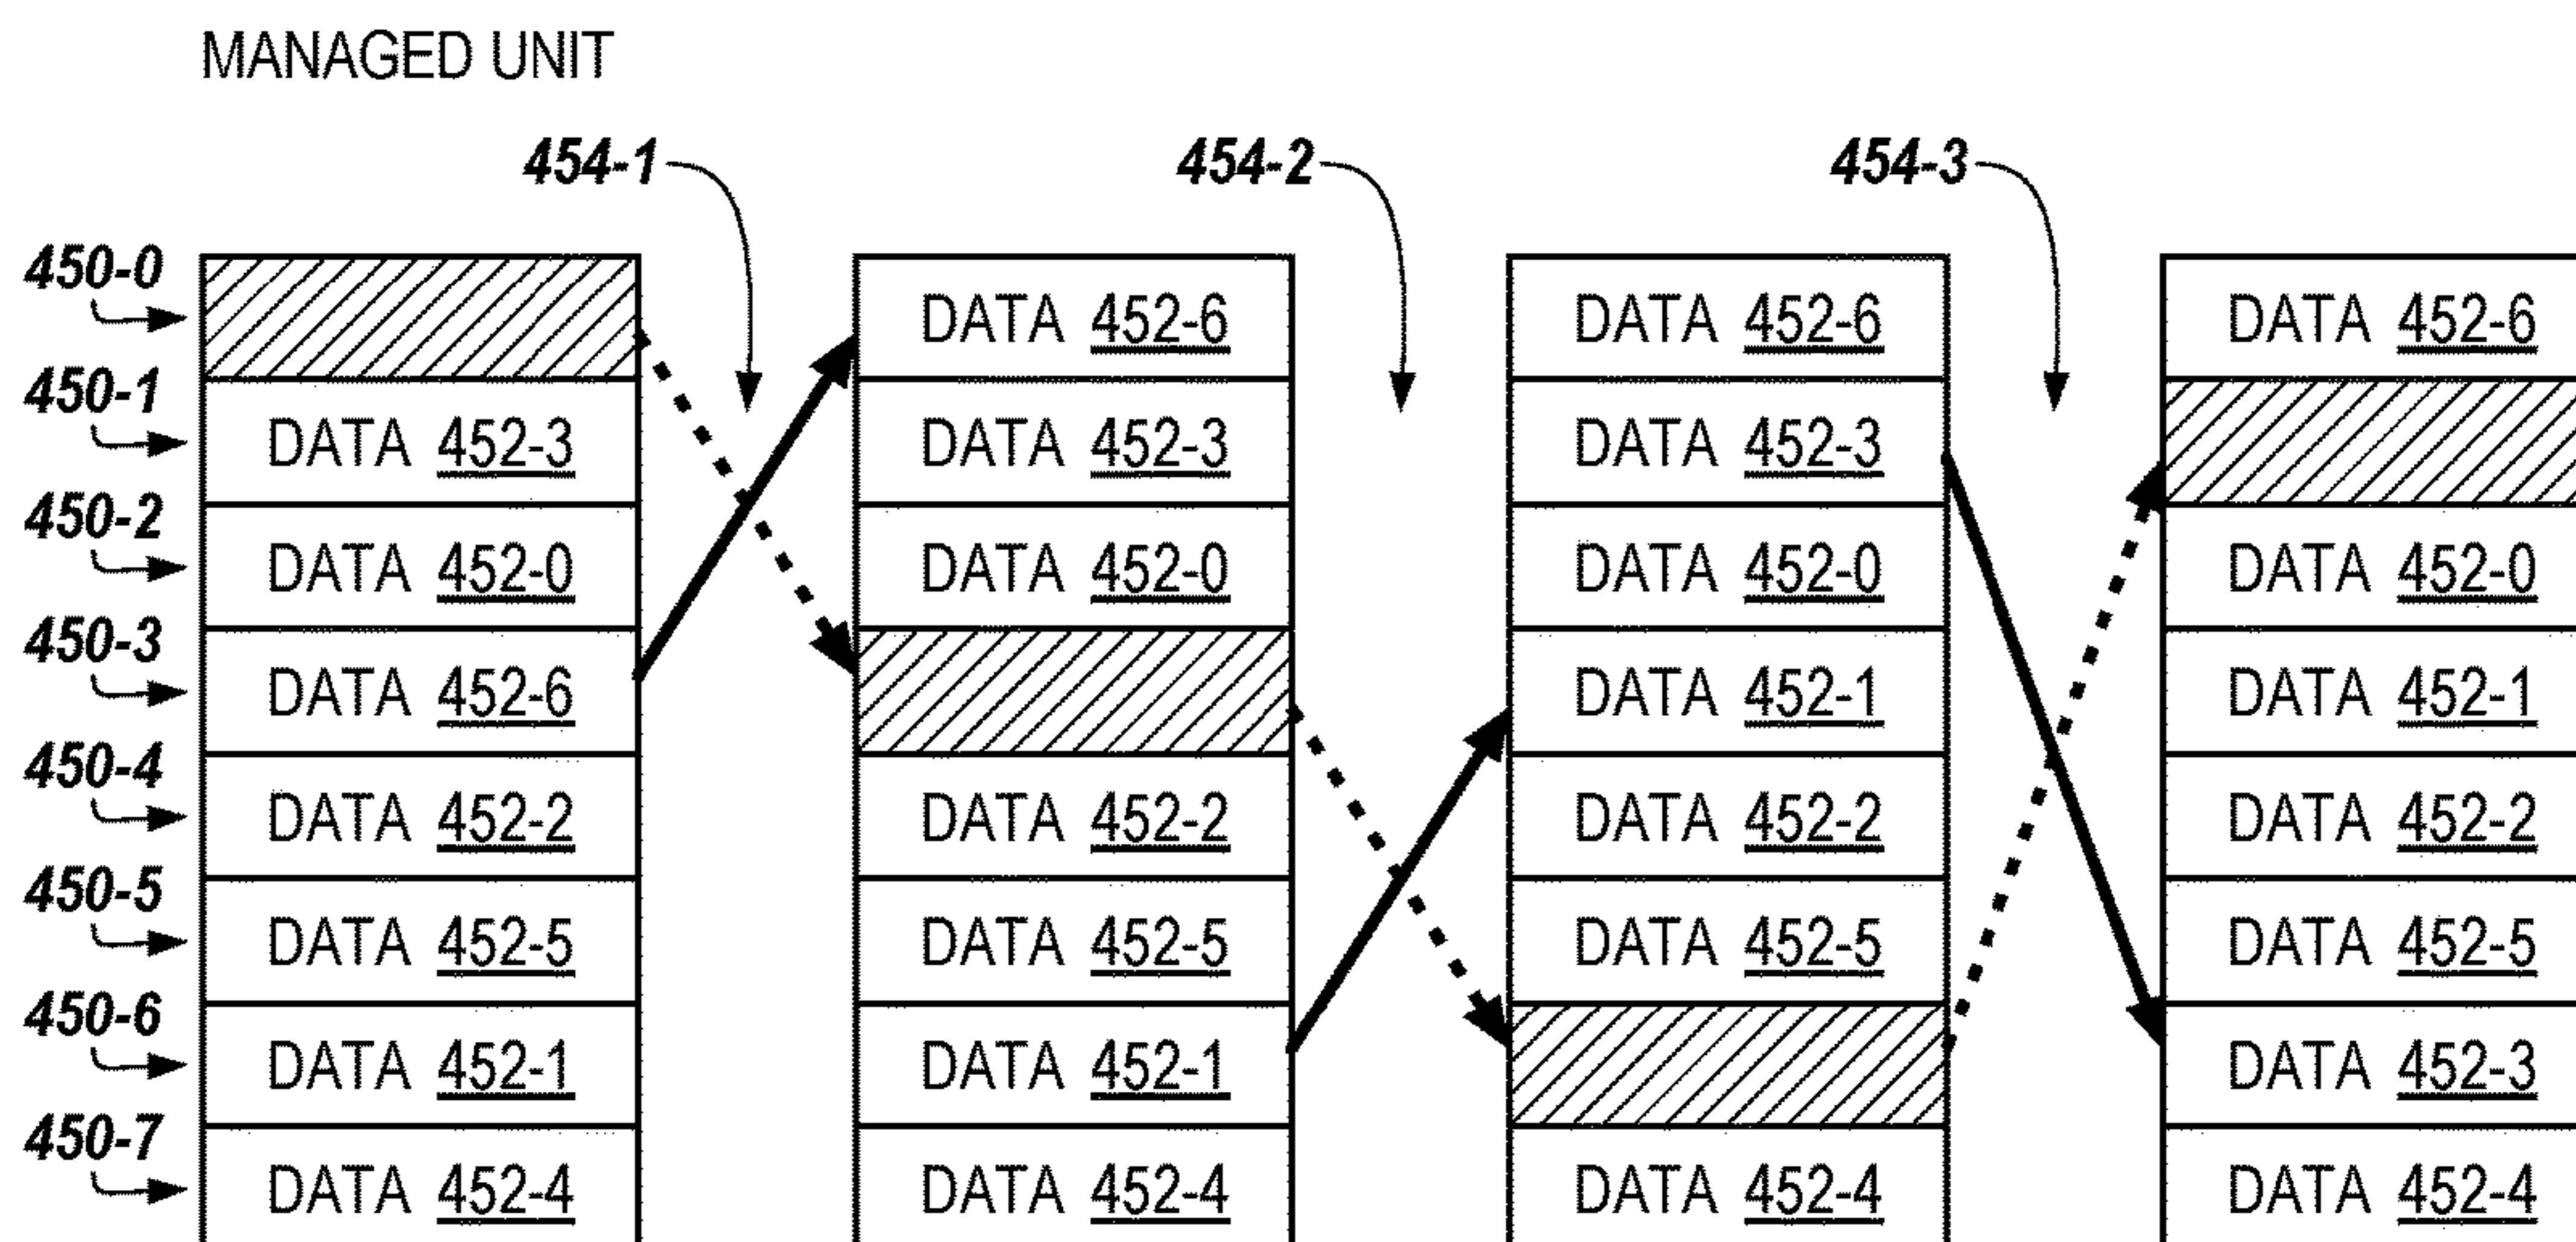 MANAGED UNIT
454-1 454-2 454-3
450-0 DATA 452-6 DATA 452-6 DATA 452-6
450-1 DATA 452-3 DATA 452-3 DATA 452-3
450-2 DATA 452-0 DATA 452-0 DATA 452-0 DATA 452-0
450-3 DATA 452-6 DATA 452-1 DATA 452-1
450-4 DATA 452-2 DATA 452-2 DATA 452-2 DATA 452-2
450-5 DATA 452-5 DATA 452-5 DATA 452-5 DATA 452-5
450-6 DATA 452-1 DATA 452-1 DATA 452-3
450-7 DATA 452-4 DATA 452-4 DATA 452-4 DATA 452-4